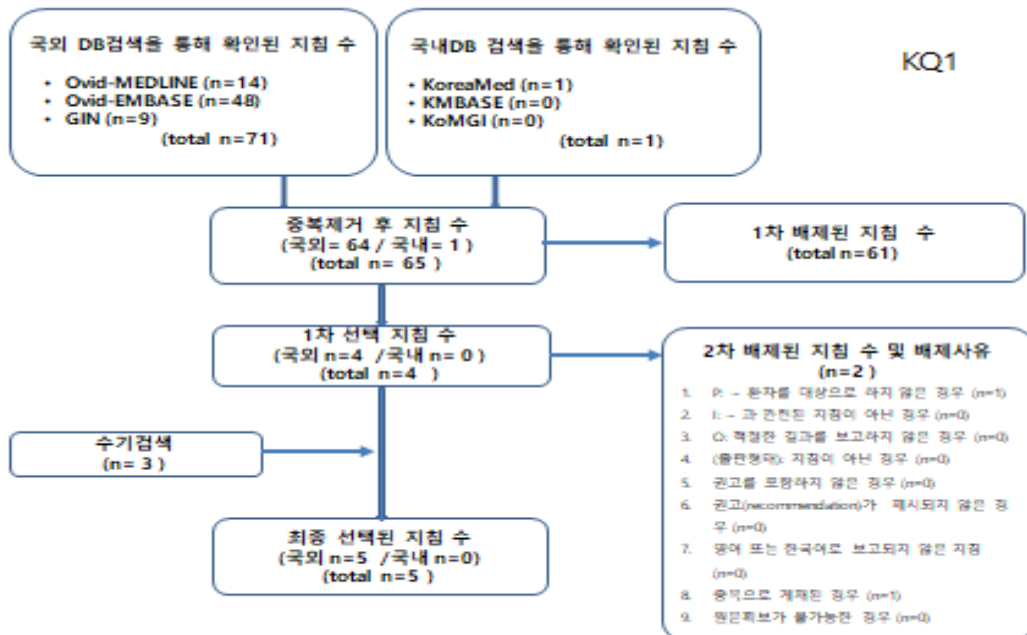 국외 DB검색을 통해 확인된 지침 수
• Ovid-MEDLINE (n=14)
• Ovid-EMBASE (n=48)
• GIN (n=9)
(total n=71)
국내DB 검색을 통해 확인된 지침 수
• KoreaMed (n=1)
• KMBASE (n=0)
• KoMGI (n=0)
(total n=1)
KQ1
중복제거 후 지침 수
(국외= 64 / 국내= 1 )
(total n= 65 )
1차 배제된 지침 수
(total n=61)
1차 선택 지침 수
(국외 n=4 /국내 n= 0 )
(total n=4 )
2차 배제된 지침 수 및 배제사유
(n=2 )
1. P: ~ 환자를 대상으로 하지 않은 경우 (n=1)
2. I: ~ 과 관련된 지침이 아닌 경우 (n=0)
3. O: 적절한 결과를 보고하지 않은 경우 (n=0)
4. (출판형태): 지침이 아닌 경우 (n=0)
5. 권고를 포함하지 않은 경우 (n=0)
6. 권고(recommendation)가 제시되지 않은 경
우 (n=0)
7. 영어 또는 한국어로 보고되지 않은 지침
(n=0)
8. 중복으로 게재된 경우 (n=1)
9. 원문확보가 불가능한 경우 (n=0)
수기검색
(n= 3 )
최종 선택된 지침 수
(국외 n=5 /국내 n=0)
(total n=5 )